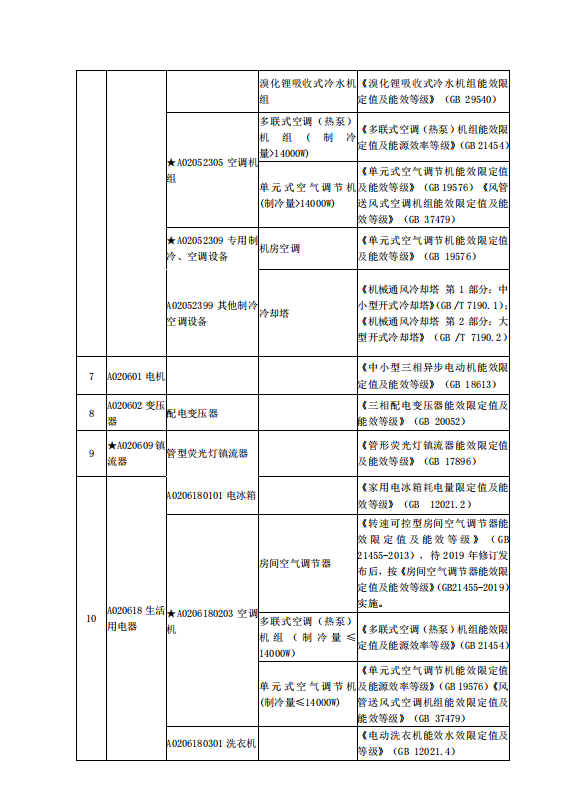 溴化锂吸收式冷水机
组
《溴化锂吸收式冷水机组能效限
定值及能效等级》（GB 29540）
★A02052305 空调机
组
多联式空调（热泵）
机组(制冷
量>14000W)
《多联式空调（热泵）机组能效限
定值及能源效率等级》（GB 21454）
单元式空气调节机
(制冷量>14000W)
《单元式空气调节机能效限定值
及能效等级》（GB 19576）《风管
送风式空调机组能效限定值及能
效等级》（GB 37479）
★A02052309 专用制
冷、空调设备
机房空调
《单元式空气调节机能效限定值
及能效等级》（GB 19576）
A02052399 其他制冷
空调设备
冷却塔
《机械通风冷却塔 第 1 部分：中
小型开式冷却塔》（GB /T 7190.1）；
《机械通风冷却塔 第 2 部分：大
型开式冷却塔》（GB /T 7190.2）
7
A020601 电机
《中小型三相异步电动机能效限
定值及能效等级》（GB 18613）
8
A020602 变压
器
配电变压器
《三相配电变压器能效限定值及
能效等级》（GB 20052）
9
★A020609 镇
流器
管型荧光灯镇流器
《管形荧光灯镇流器能效限定值
及能效等级》（GB 17896）
10
A020618 生活
用电器
A0206180101 电冰箱
《家用电冰箱耗电量限定值及能
效等级》（GB 12021.2）
★A0206180203 空调
机
房间空气调节器
《转速可控型房间空气调节器能
效限定值及能效等级》（GB
21455-2013），待 2019 年修订发
布后，按《房间空气调节器能效限
定值及能效等级》（GB21455-2019）
实施。
多联式空调（热泵）
机组（制冷量≤
14000W）
《多联式空调（热泵）机组能效限
定值及能源效率等级》（GB 21454）
单元式空气调节机
(制冷量≤14000W)
《单元式空气调节机能效限定值
及能源效率等级》（GB 19576）《风
管送风式空调机组能效限定值及
能效等级》（GB 37479）
A0206180301 洗衣机
《电动洗衣机能效水效限定值及
等级》（GB 12021.4）